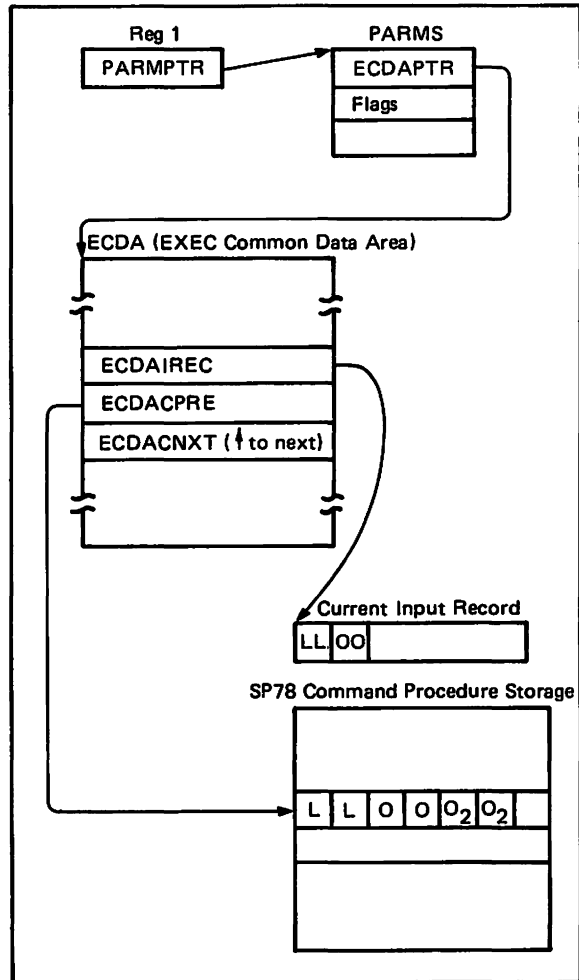 Reg 1
PARMS
PARMPTR
ECDAPTR
Flags
ECDA (EXEC Common Data Area)
ECDAIREC
ECDACPRE
ECDACNXT (↑ to next)
Current Input Record
LL OO
SP78 Command Procedure Storage
L L O O O₂ O₂